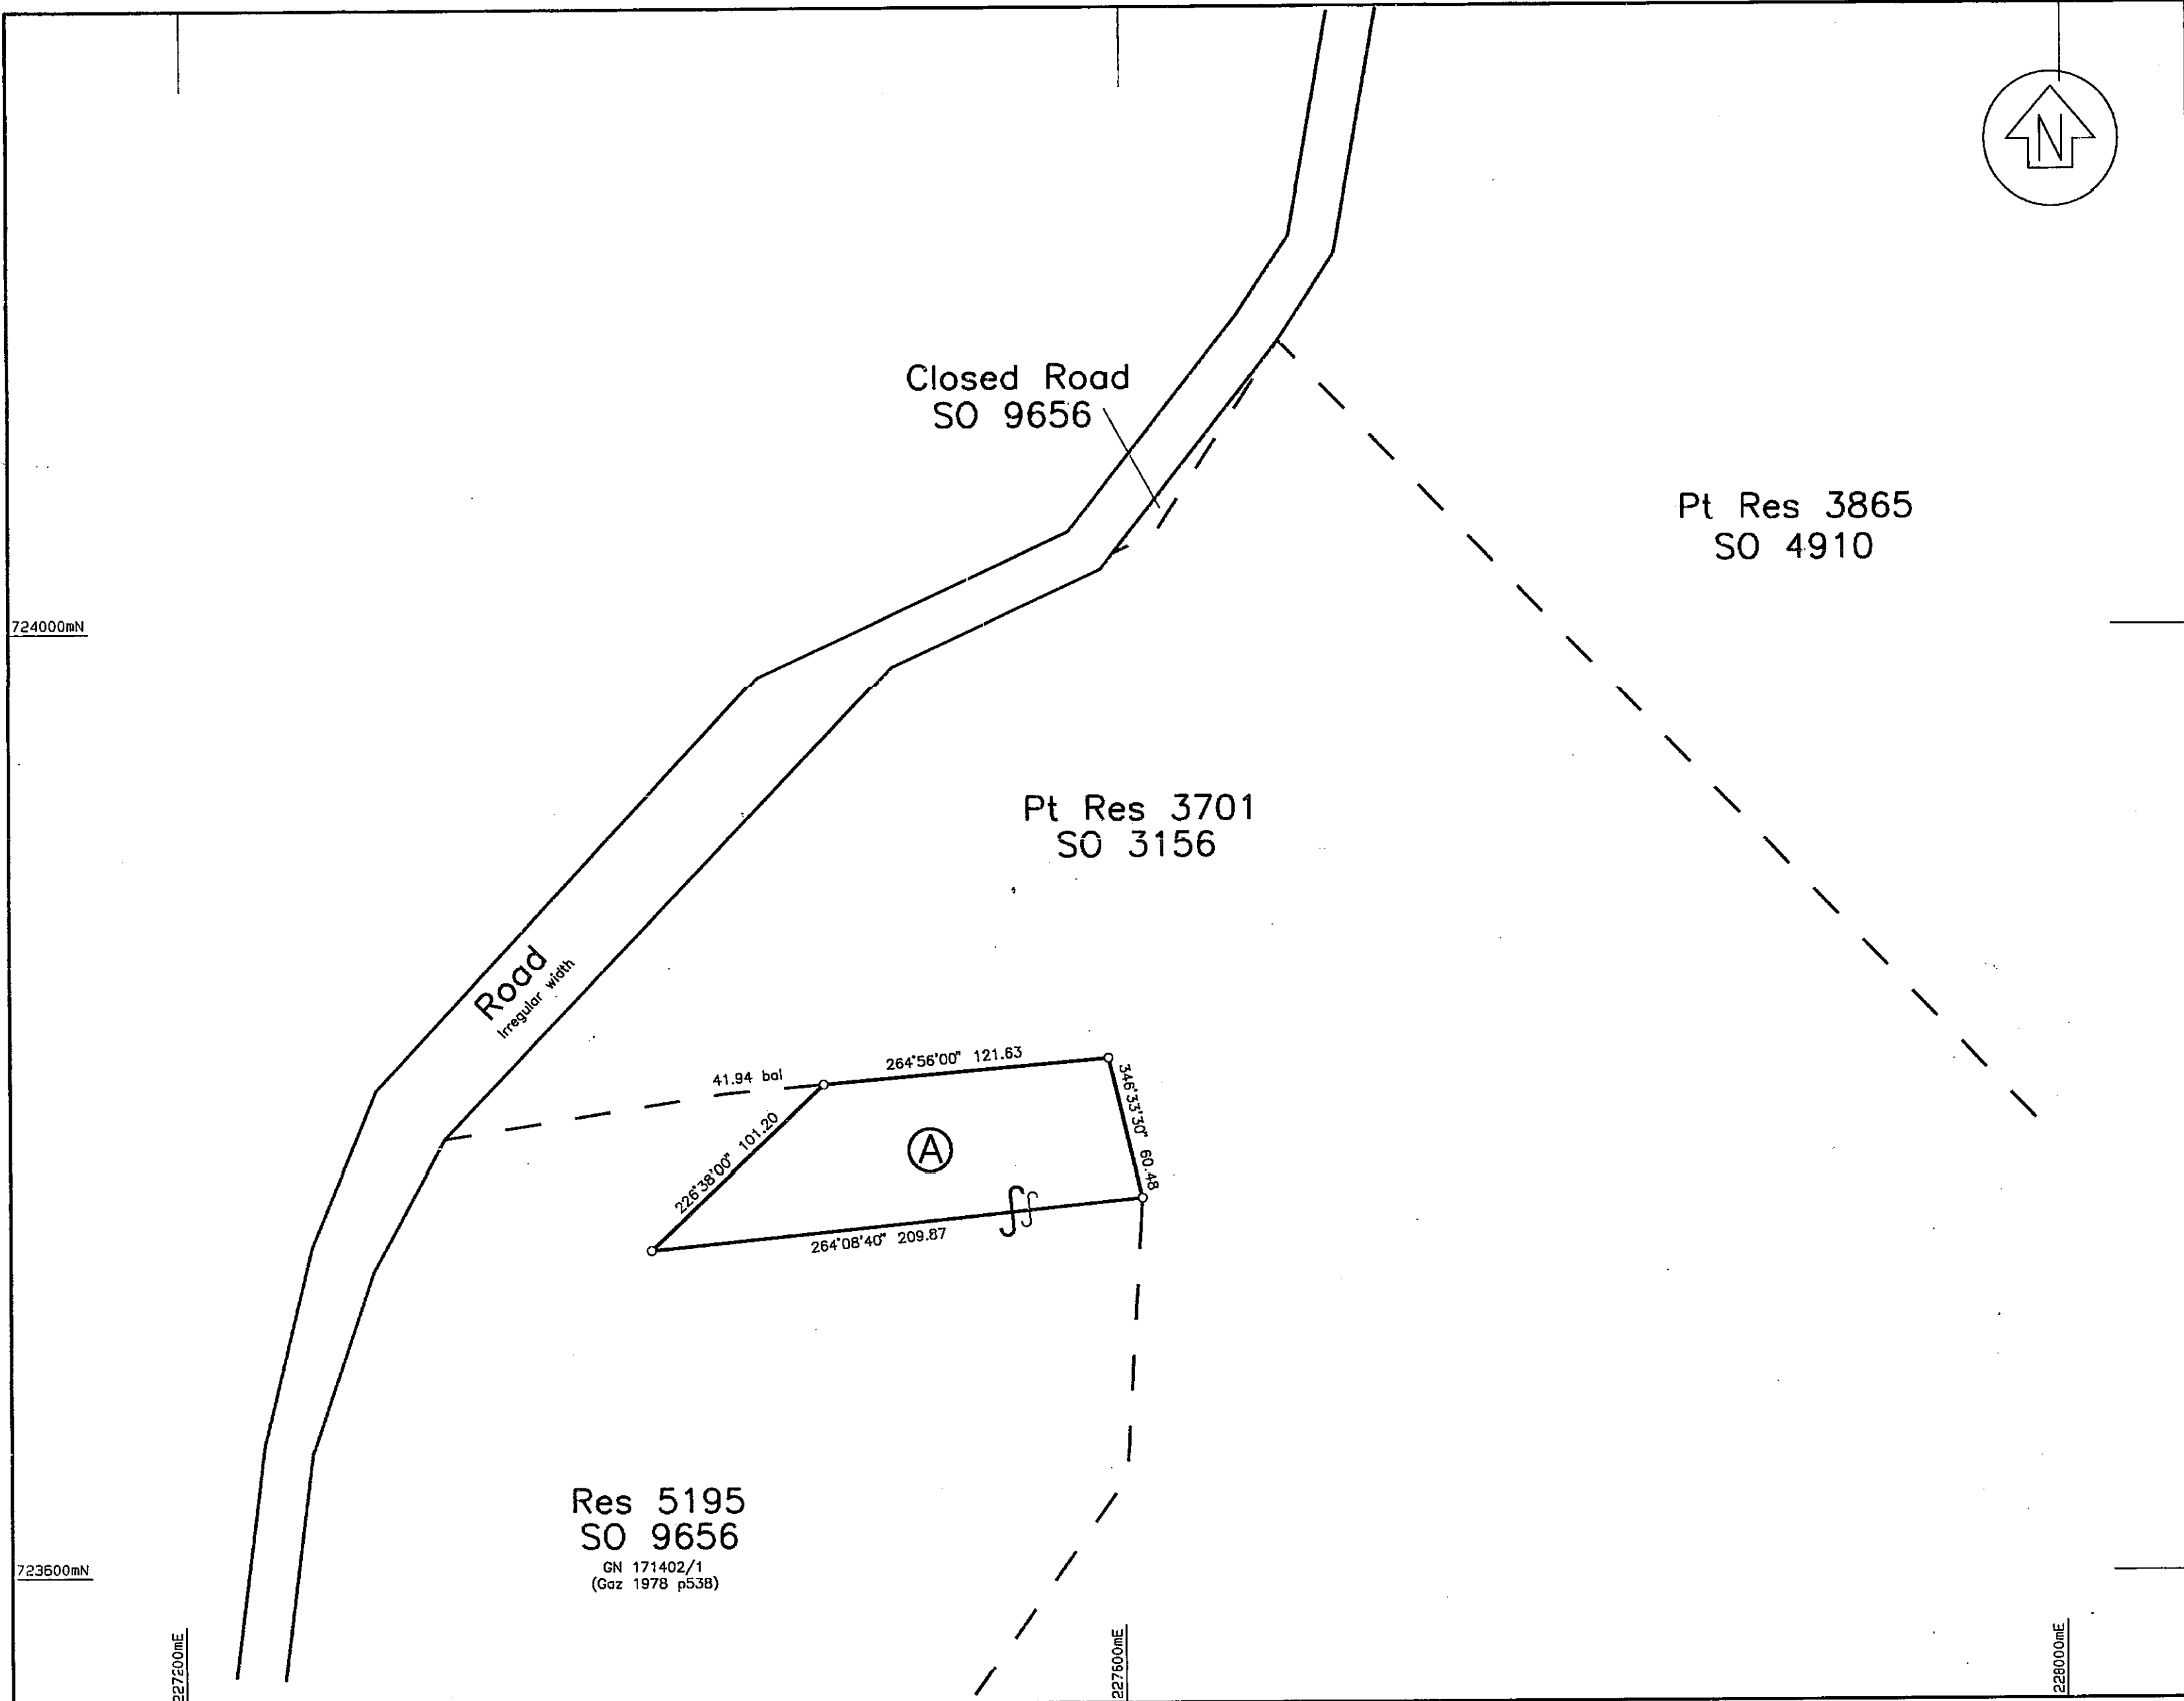 N
Closed Road
SO 9656
Pt Res 3865
SO 4910
724000mN
Pt Res 3701
SO 3156
Road
Irregular width
41.94 bal
264°56'00" 121.63
346°33'30" 60.48
226°38'00" 101.20
A
264°08'40" 209.87
Res 5195
SO 9656
GN 171402/1
(Gaz 1978 p538)
723600mN
227200mE
227600mE
228000mE